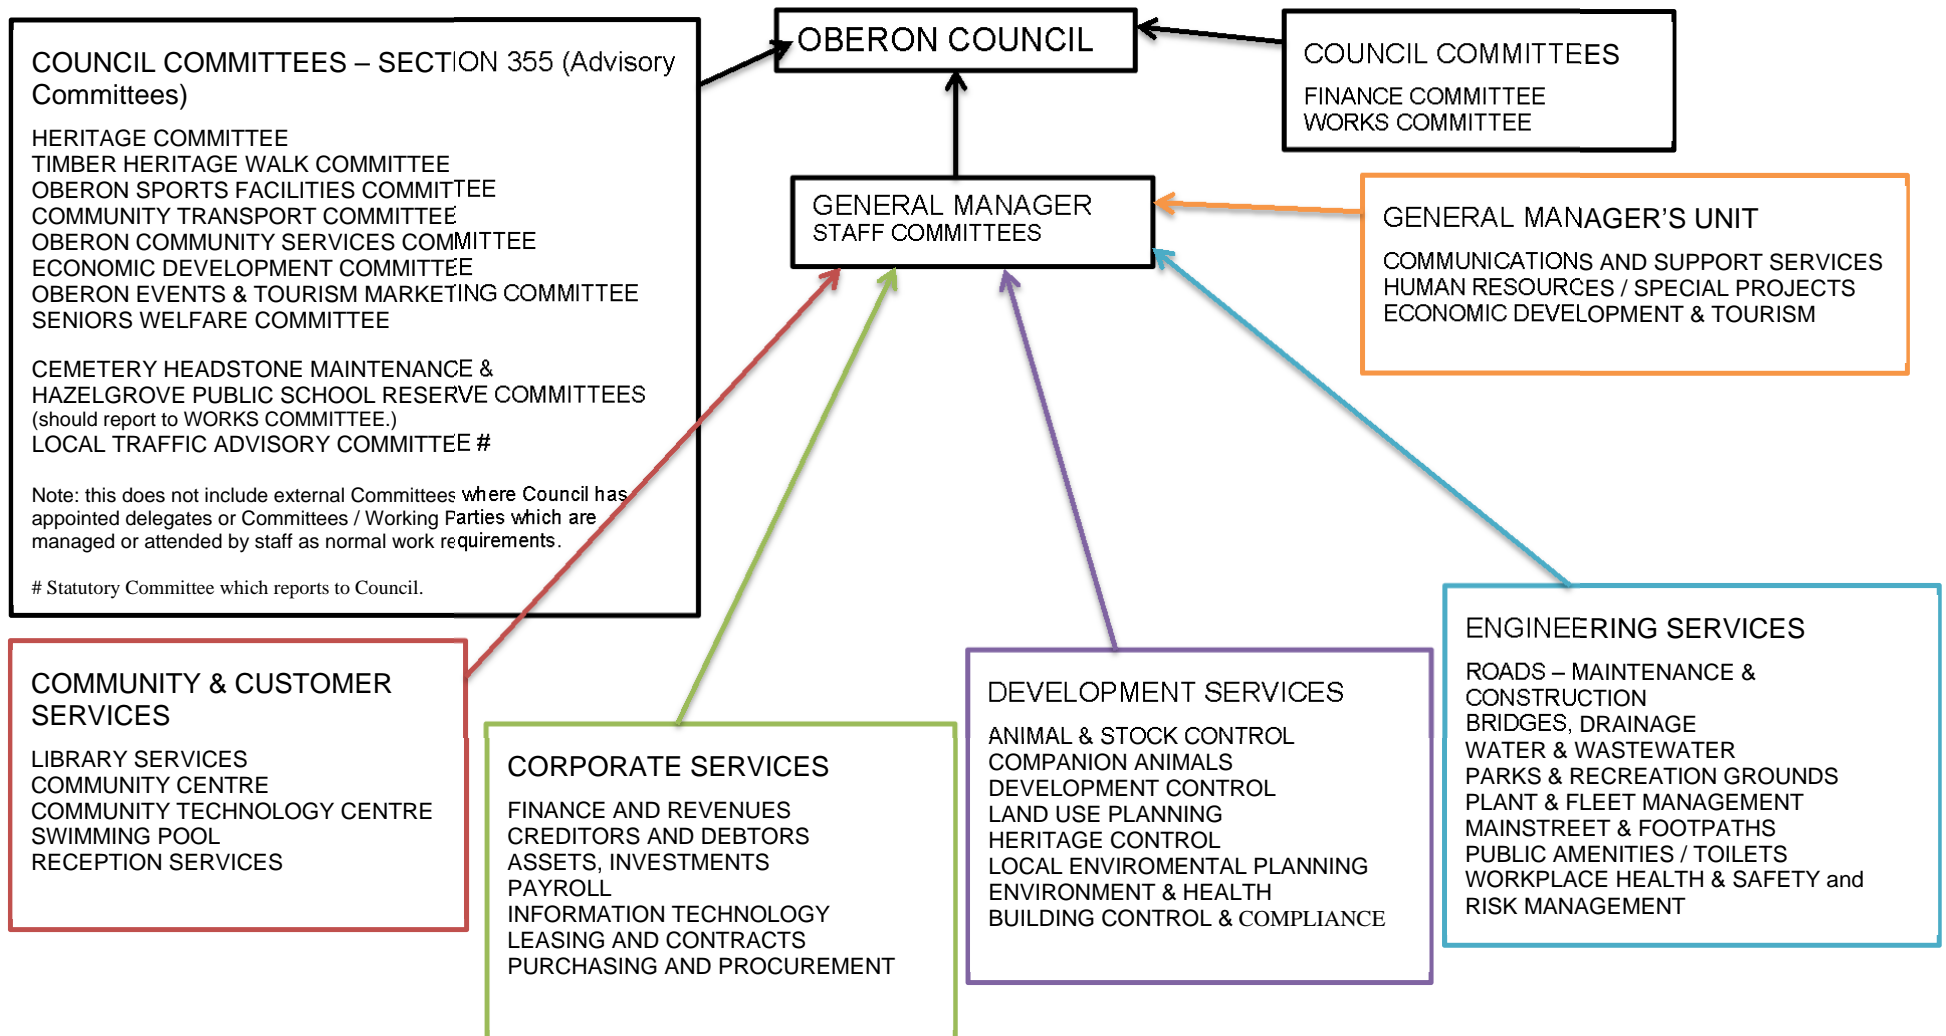 OBERON COUNCIL
COUNCIL COMMITTEES – SECTION 355 (Advisory
Committees)
HERITAGE COMMITTEE
TIMBER HERITAGE WALK COMMITTEE
OBERON SPORTS FACILITIES COMMITTEE
COMMUNITY TRANSPORT COMMITTEE
OBERON COMMUNITY SERVICES COMMITTEE
ECONOMIC DEVELOPMENT COMMITTEE
OBERON EVENTS & TOURISM MARKETING COMMITTEE
SENIORS WELFARE COMMITTEE
CEMETERY HEADSTONE MAINTENANCE &
HAZELGROVE PUBLIC SCHOOL RESERVE COMMITTEES
(should report to WORKS COMMITTEE.)
LOCAL TRAFFIC ADVISORY COMMITTEE #
Note: this does not include external Committees where Council has
appointed delegates or Committees / Working Parties which are
managed or attended by staff as normal work requirements.
# Statutory Committee which reports to Council.
COUNCIL COMMITTEES
FINANCE COMMITTEE
WORKS COMMITTEE
GENERAL MANAGER
STAFF COMMITTEES
GENERAL MANAGER’S UNIT
COMMUNICATIONS AND SUPPORT SERVICES
HUMAN RESOURCES / SPECIAL PROJECTS
ECONOMIC DEVELOPMENT & TOURISM
COMMUNITY & CUSTOMER
SERVICES
LIBRARY SERVICES
COMMUNITY CENTRE
COMMUNITY TECHNOLOGY CENTRE
SWIMMING POOL
RECEPTION SERVICES
CORPORATE SERVICES
FINANCE AND REVENUES
CREDITORS AND DEBTORS
ASSETS, INVESTMENTS
PAYROLL
INFORMATION TECHNOLOGY
LEASING AND CONTRACTS
PURCHASING AND PROCUREMENT
DEVELOPMENT SERVICES
ANIMAL & STOCK CONTROL
COMPANION ANIMALS
DEVELOPMENT CONTROL
LAND USE PLANNING
HERITAGE CONTROL
LOCAL ENVIROMENTAL PLANNING
ENVIRONMENT & HEALTH
BUILDING CONTROL & COMPLIANCE
ENGINEERING SERVICES
ROADS – MAINTENANCE &
CONSTRUCTION
BRIDGES, DRAINAGE
WATER & WASTEWATER
PARKS & RECREATION GROUNDS
PLANT & FLEET MANAGEMENT
MAINSTREET & FOOTPATHS
PUBLIC AMENITIES / TOILETS
WORKPLACE HEALTH & SAFETY and
RISK MANAGEMENT